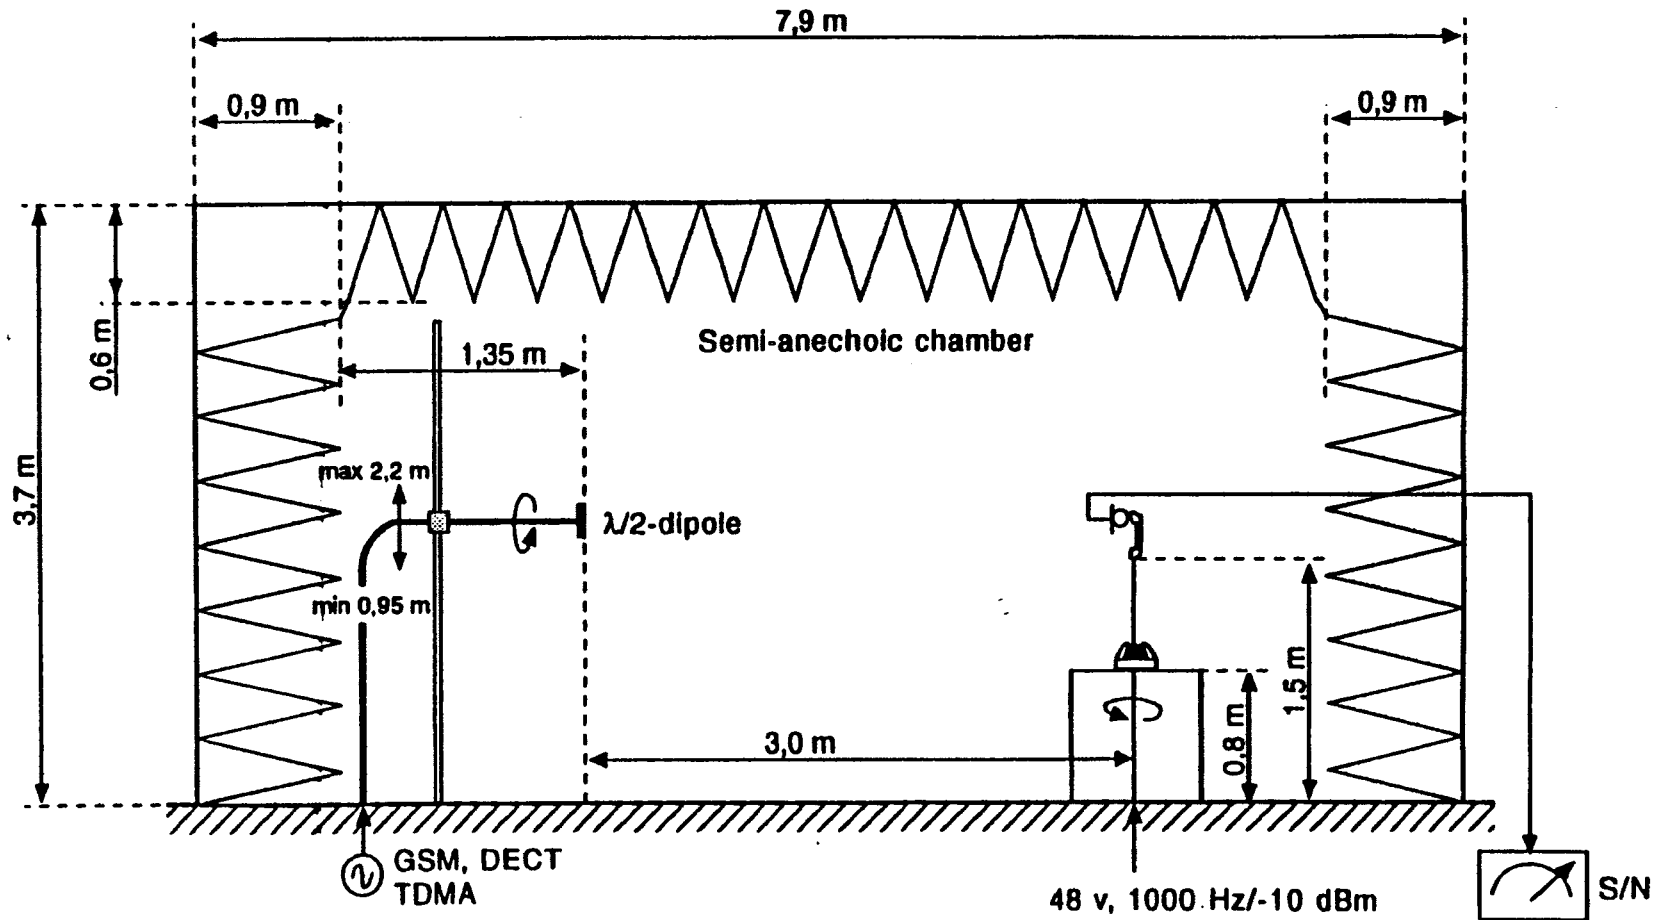 7,9 m
0,9 m
0,9 m
0,6 m
Semi-anechoic chamber
1,35 m
3,7 m
max 2,2 m
λ/2-dipole
min 0,95 m
1,5 m
0,8 m
3,0 m
GSM, DECT
TDMA
48 v, 1000 Hz/-10 dBm
S/N